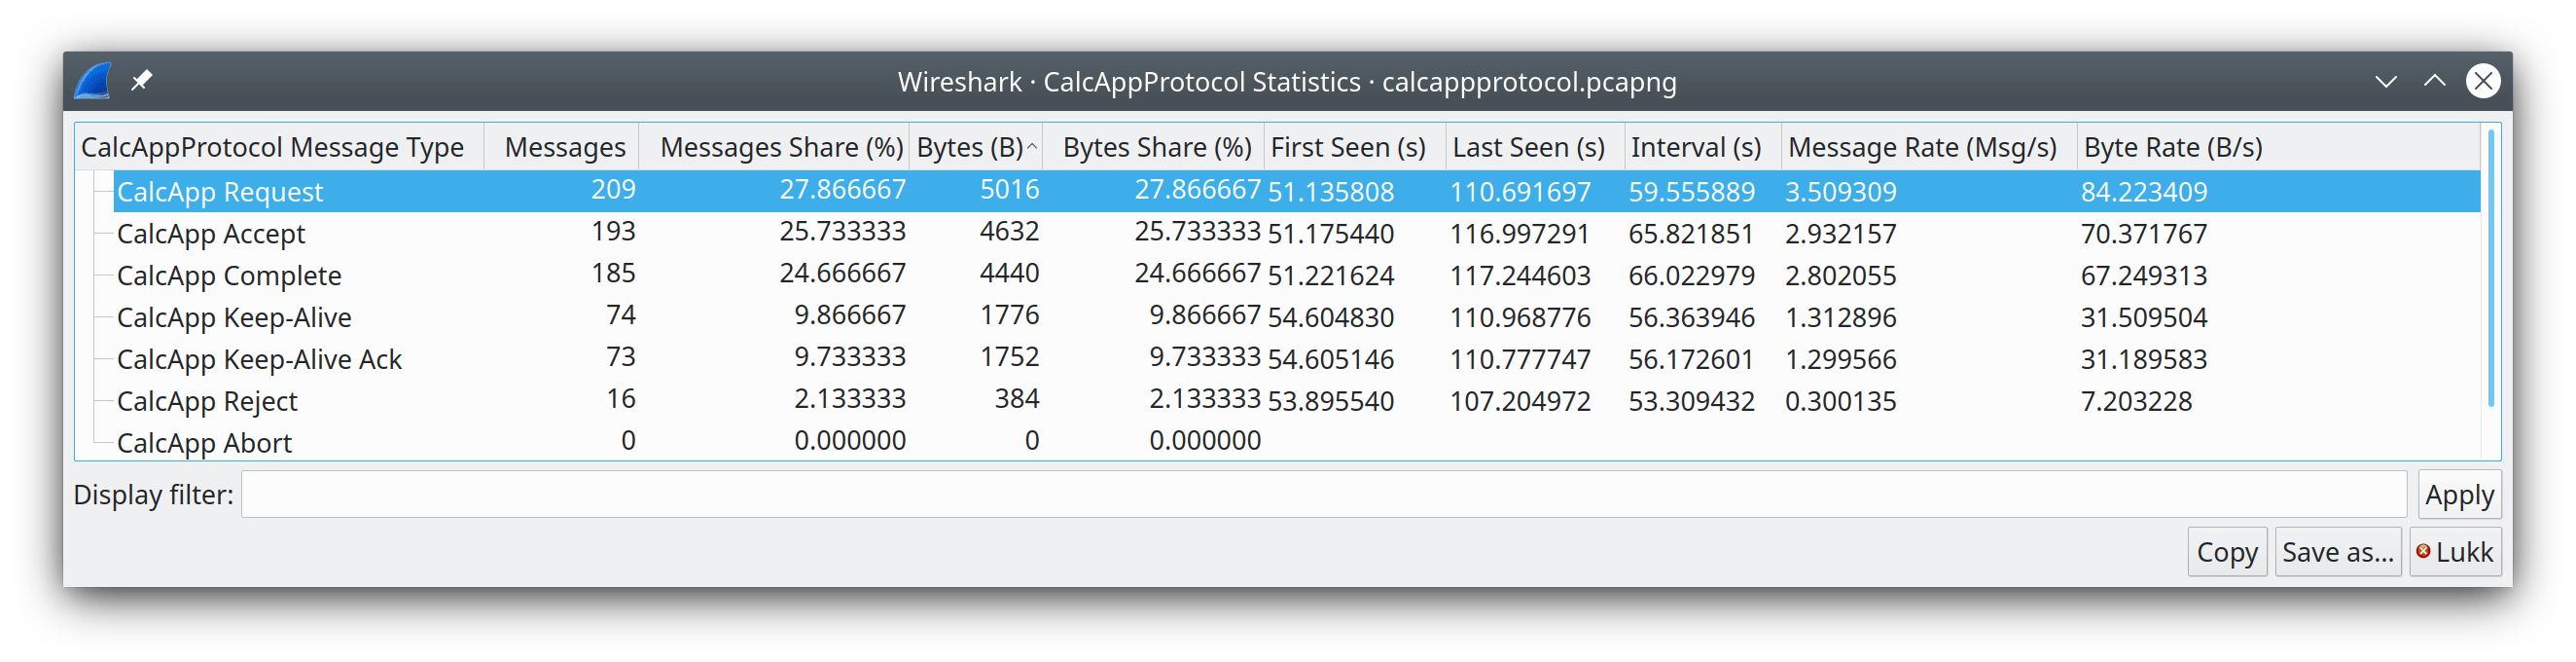 Wireshark · CalcAppProtocol Statistics · calcappprotocol.pcapng
CalcAppProtocol Message Type Messages Messages Share (%) Bytes (B) Bytes Share (%) First Seen (s) Last Seen (s) Interval (s) Message Rate (Msg/s) Byte Rate (B/s)
CalcApp Request 209 27.866667 5016 27.866667 51.135808 110.691697 59.555889 3.509309 84.223409
CalcApp Accept 193 25.733333 4632 25.733333 51.175440 116.997291 65.821851 2.932157 70.371767
CalcApp Complete 185 24.666667 4440 24.666667 51.221624 117.244603 66.022979 2.802055 67.249313
CalcApp Keep-Alive 74 9.866667 1776 9.866667 54.604830 110.968776 56.363946 1.312896 31.509504
CalcApp Keep-Alive Ack 73 9.733333 1752 9.733333 54.605146 110.777747 56.172601 1.299566 31.189583
CalcApp Reject 16 2.133333 384 2.133333 53.895540 107.204972 53.309432 0.300135 7.203228
CalcApp Abort 0 0.000000 0 0.000000
Display filter: Apply
Copy Save as... Lukk